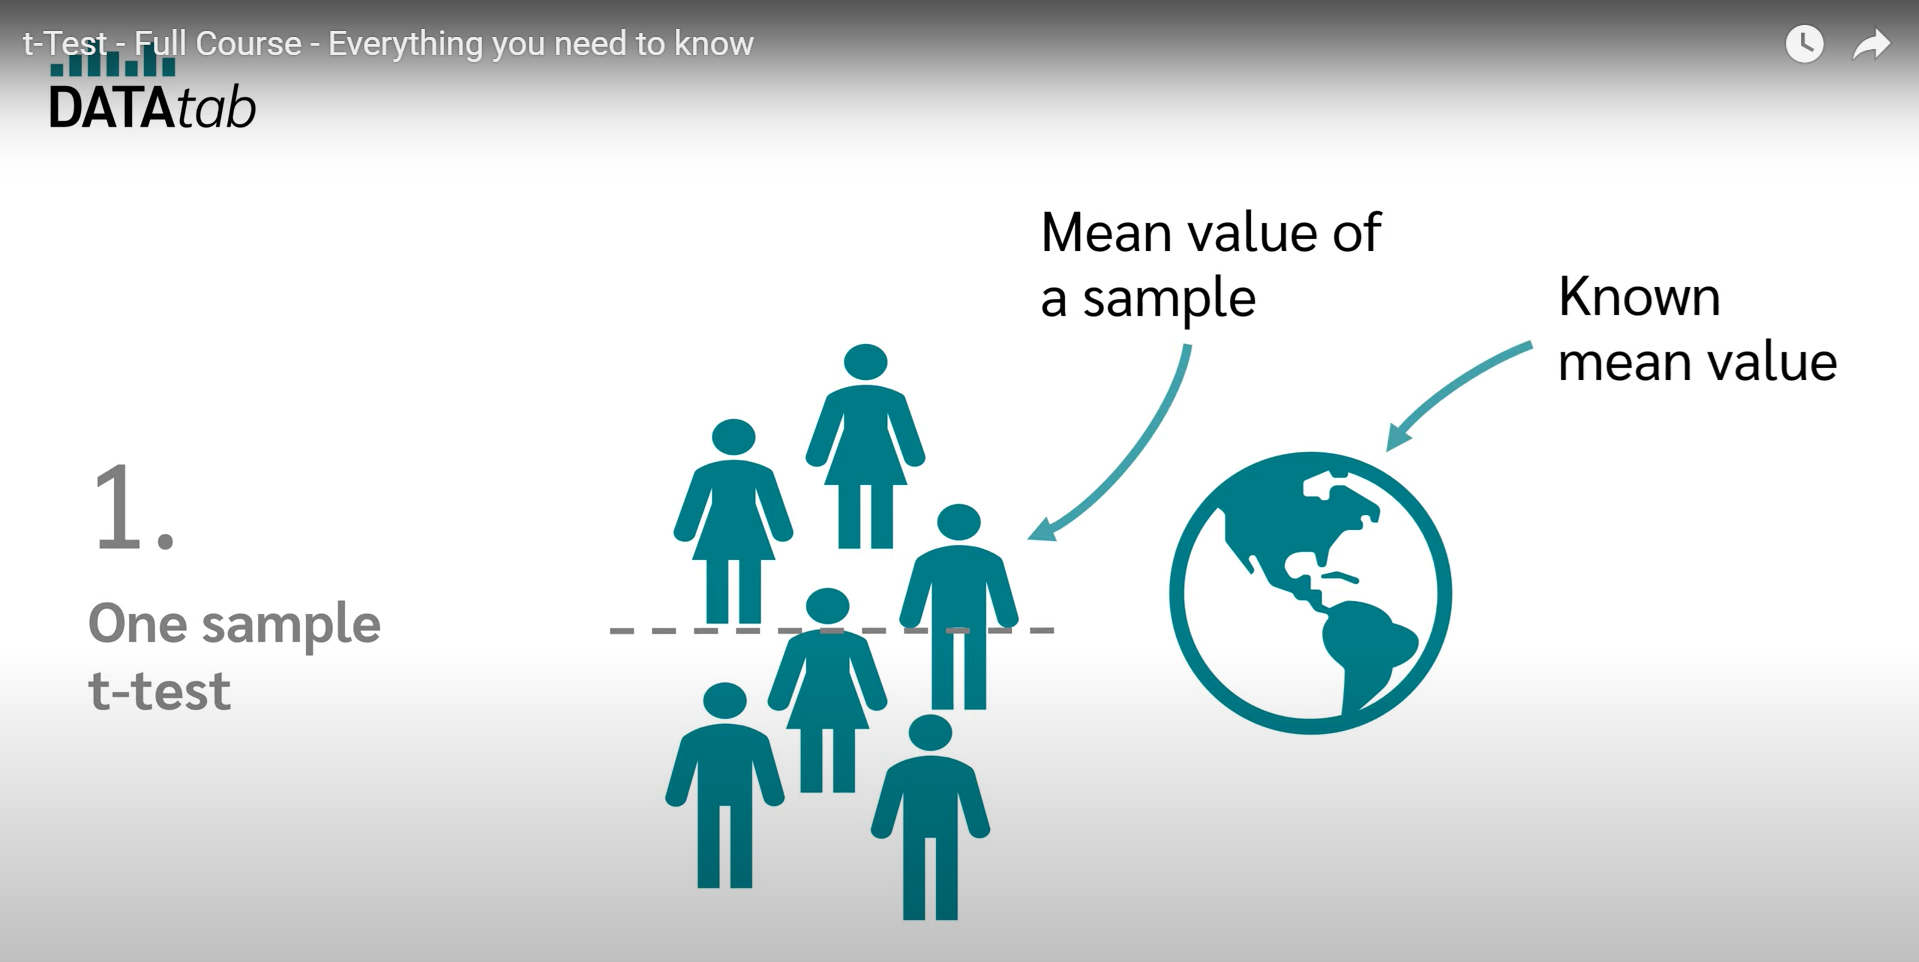 t-Test - Full Course - Everything you need to know
DATAtab
Mean value of
a sample
Known
mean value
1.
One sample
t-test